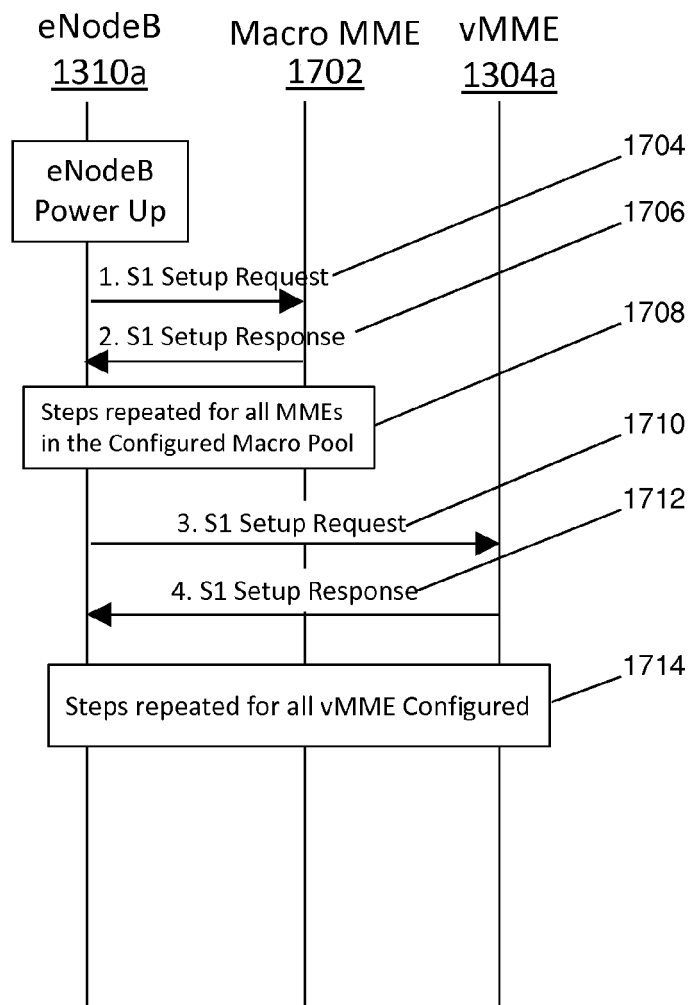 eNodeB
1310a
Macro MME
1702
vMME
1304a
eNodeB
Power Up
1704
1. S1 Setup Request
1706
2. S1 Setup Response
1708
Steps repeated for all MMEs
in the Configured Macro Pool
1710
3. S1 Setup Request
1712
4. S1 Setup Response
1714
Steps repeated for all vMME Configured